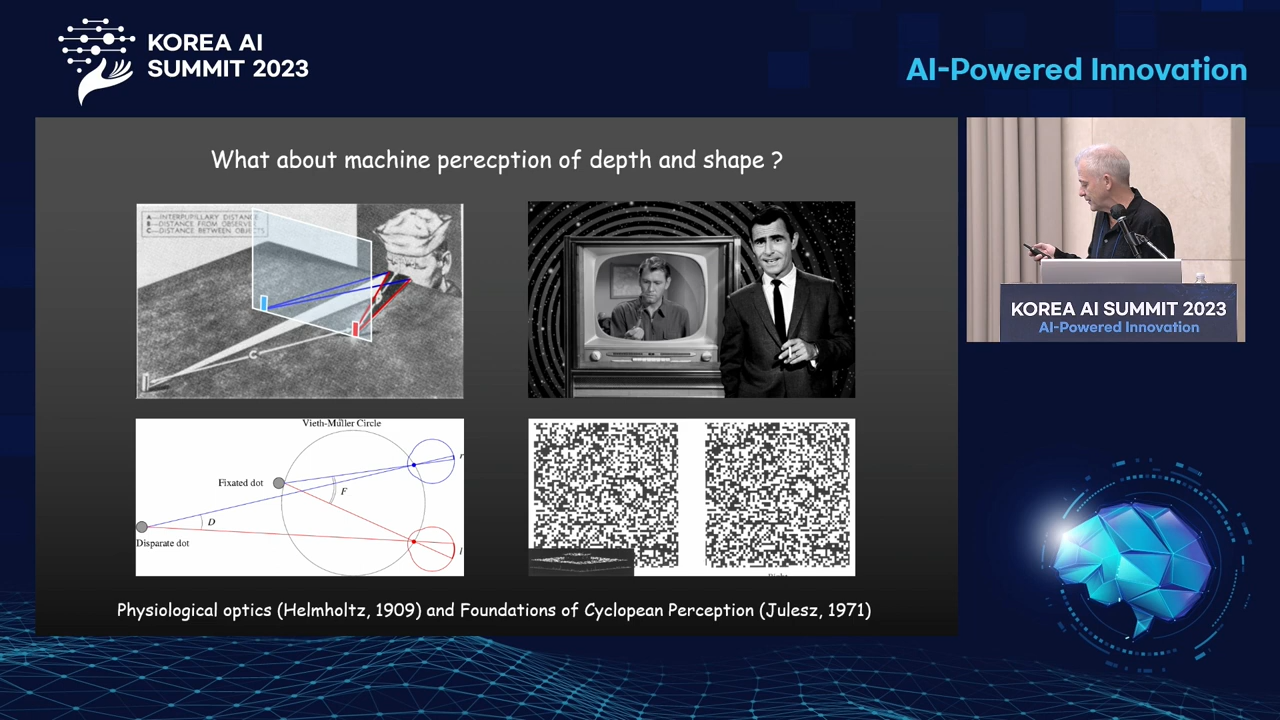 KOREA AI
SUMMIT 2023
AI-Powered Innovation
What about machine perecption of depth and shape ?
A—INTERPUPILLARY DISTANCE
B—DISTANCE FROM OBSERVER
C—DISTANCE BETWEEN OBJECTS
C
Vieth-Muller Circle
Fixated dot
F
r
D
Disparate dot
l
Physiological optics (Helmholtz, 1909) and Foundations of Cyclopean Perception (Julesz, 1971)
KOREA AI SUMMIT 2023
AI-Powered Innovation